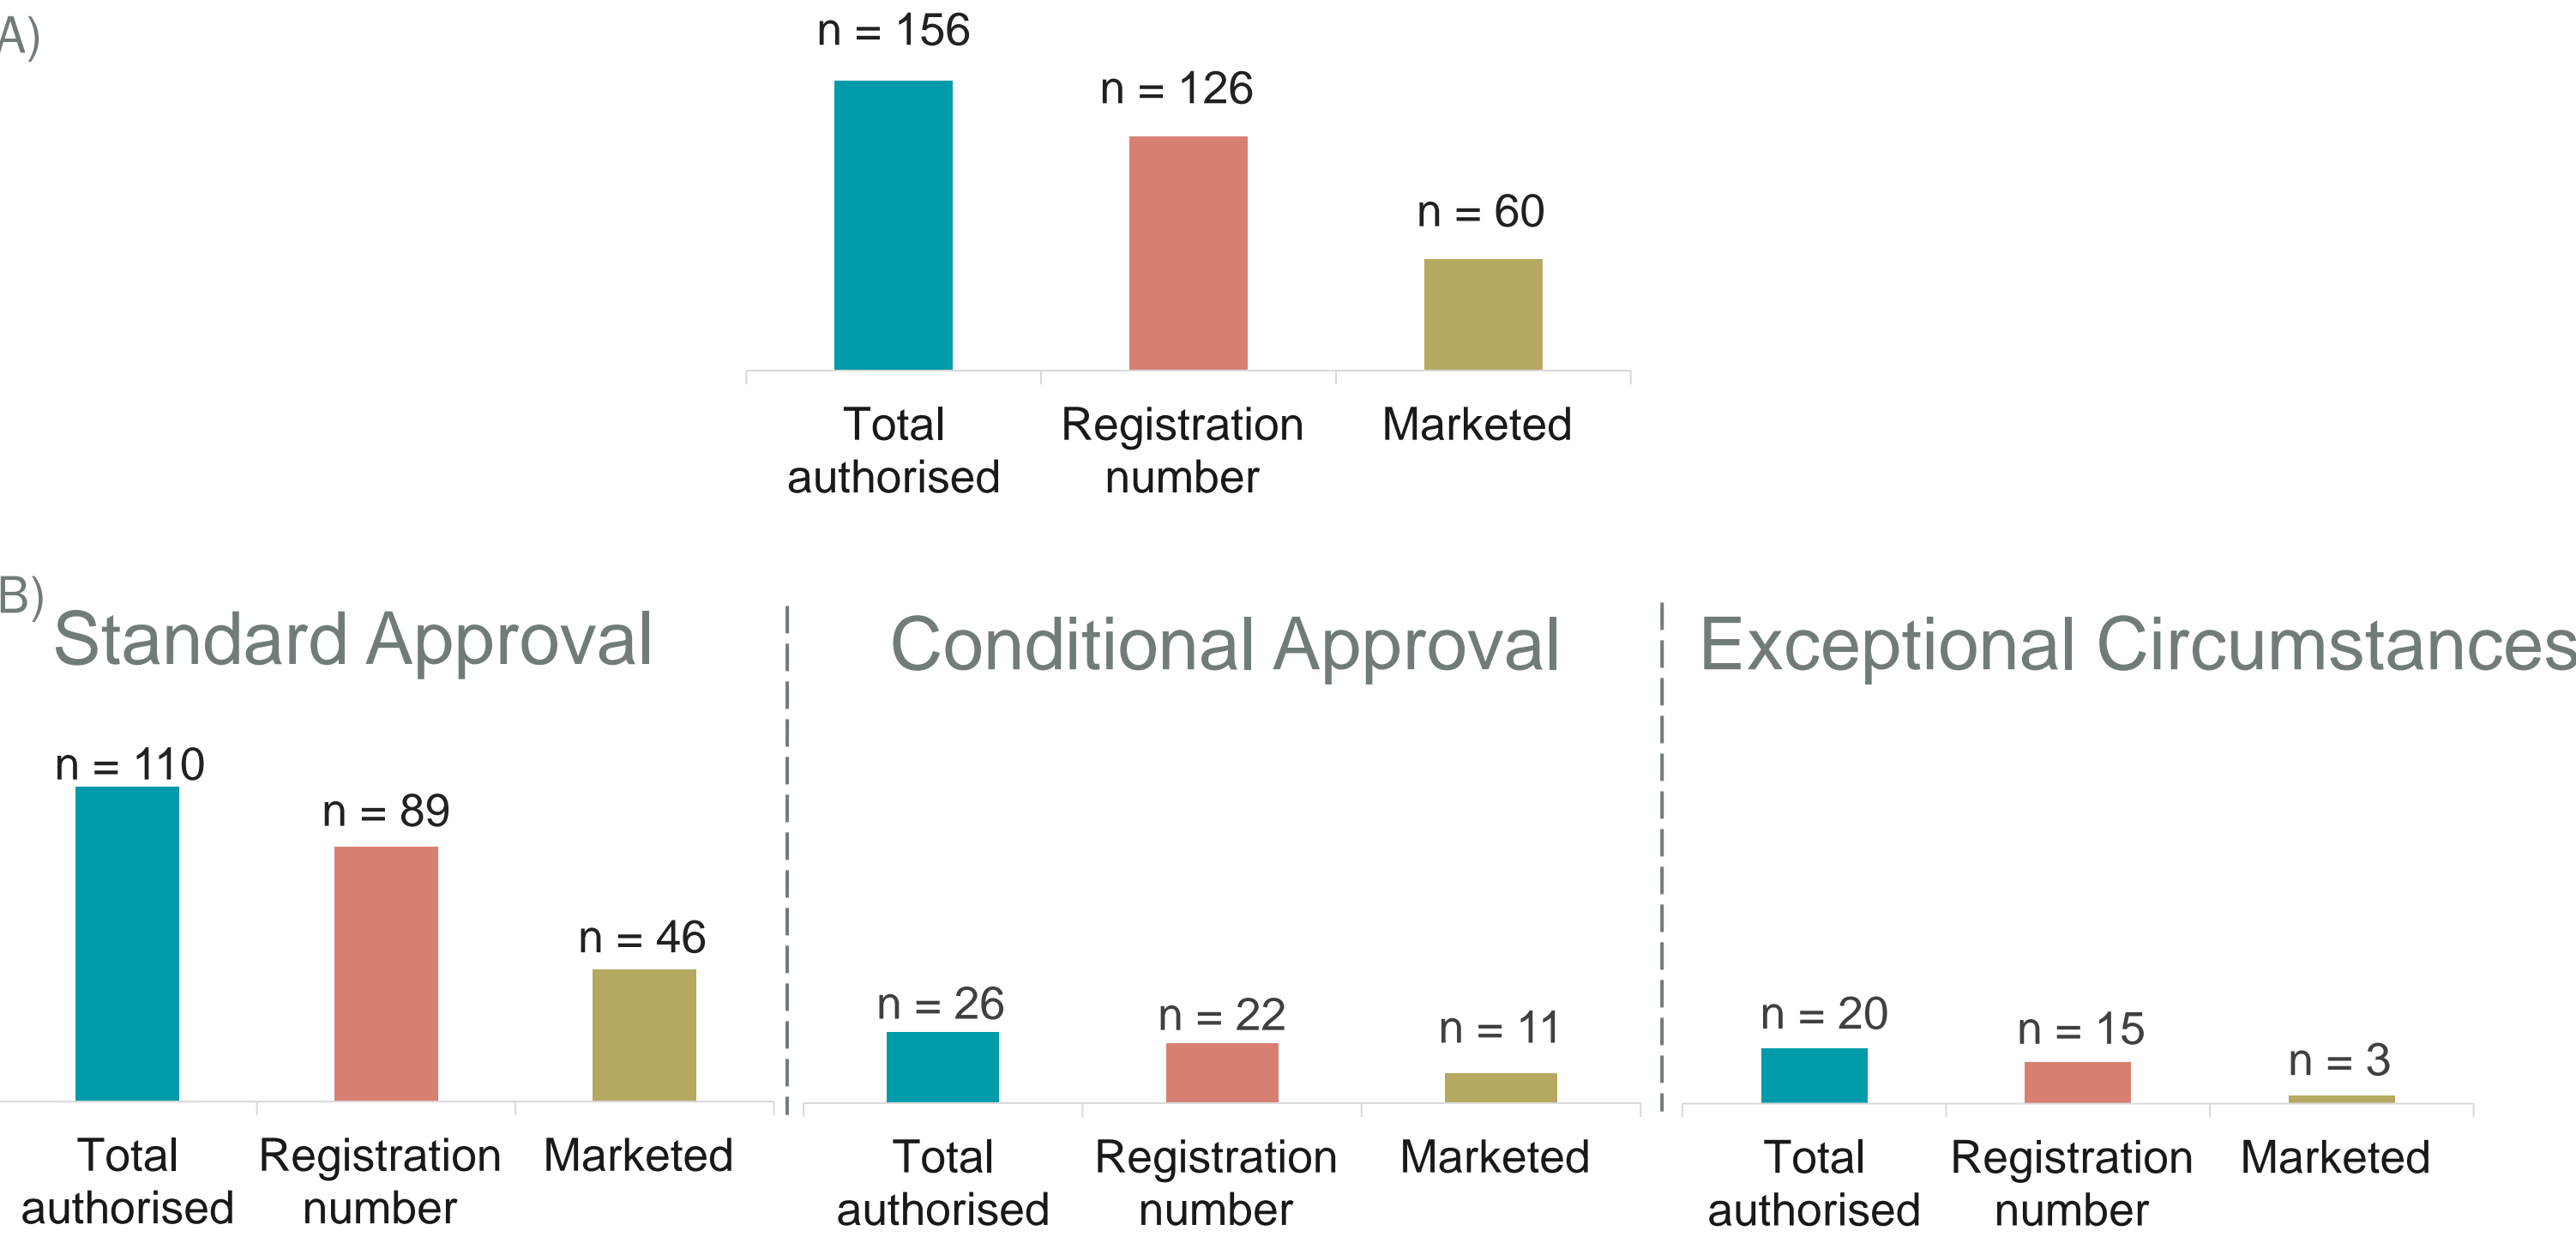 A)
n = 156
n = 126
n = 60
Total authorised
Registration number
Marketed
B)
Standard Approval
Conditional Approval
Exceptional Circumstances
n = 110
n = 89
n = 46
Total authorised
Registration number
Marketed
n = 26
n = 22
n = 11
Total authorised
Registration number
Marketed
n = 20
n = 15
n = 3
Total authorised
Registration number
Marketed